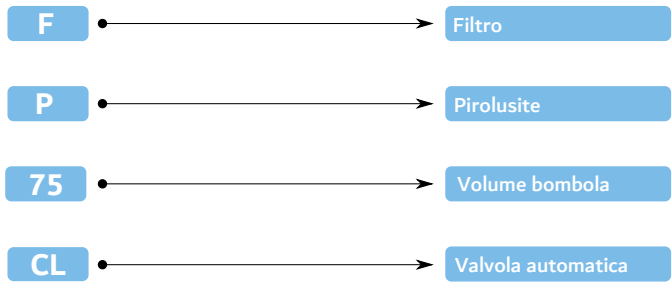 F Filtro
P Pirolusite
75 Volume bombola
CL Valvola automatica